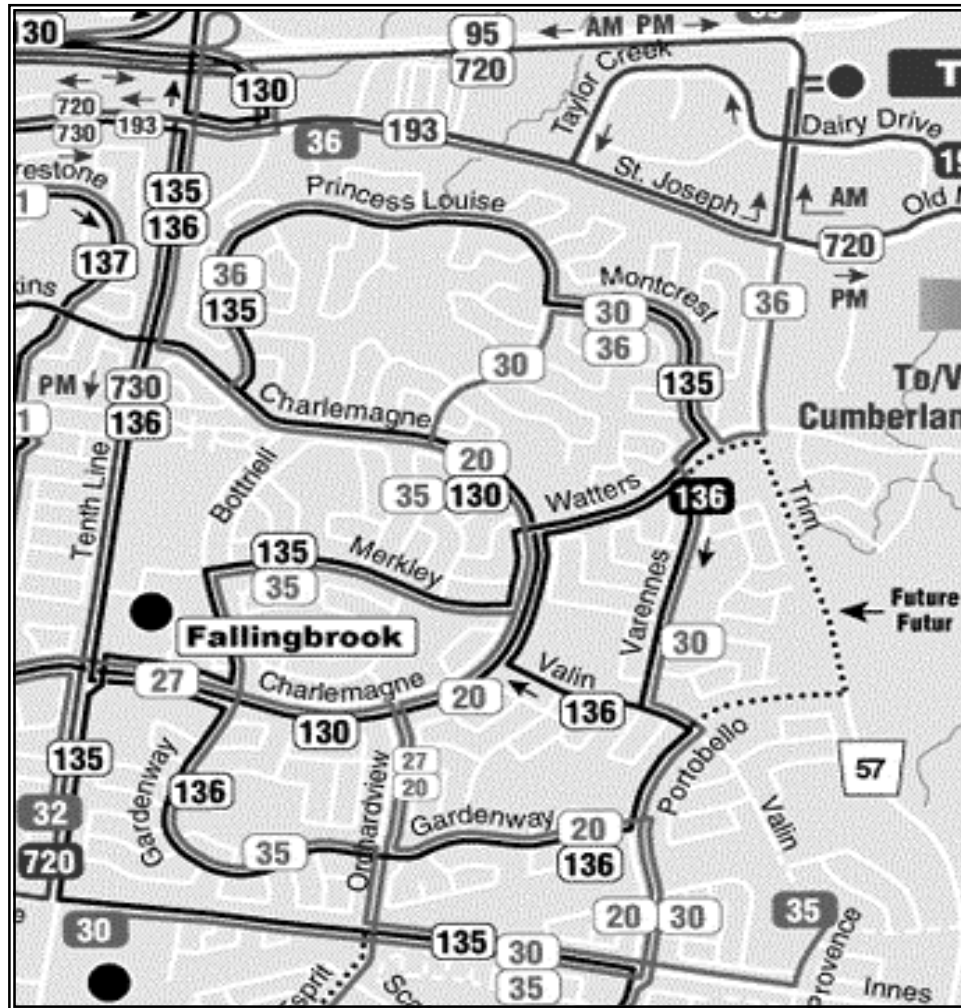 130
95
AM PM
720
Taylor Creek
130
T
720
193
730
36
193
Dairy Drive
restone
135
Princess Louise
St. Joseph
AM
136
720
137
36
PM
kins
135
Montcrest
30
36
36
30
135
PM
730
136
Charlemagne
To/V
Cumberlan
20
35
130
Bottriell
Watters
136
Trim
Tenth Line
135
Merkley
35
Varennes
Future
Futur
Fallingbrook
30
27
Charlemagne
20
Valin
136
130
Portobello
135
Gardenway
136
Orchardview
27
20
57
32
Gardenway
20
Valin
720
35
136
30
20
30
35
135
30
35
Provence
Innes